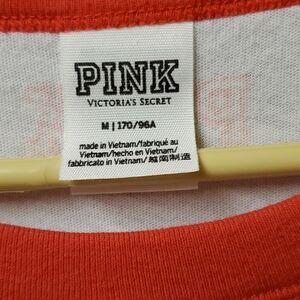 PINK
VICTORIA'S SECRET
M | 170/96A
made in Vietnam/fabriqué au
Vietnam/hecho en Vietnam/
fabbricato in Vietnam/越南制造